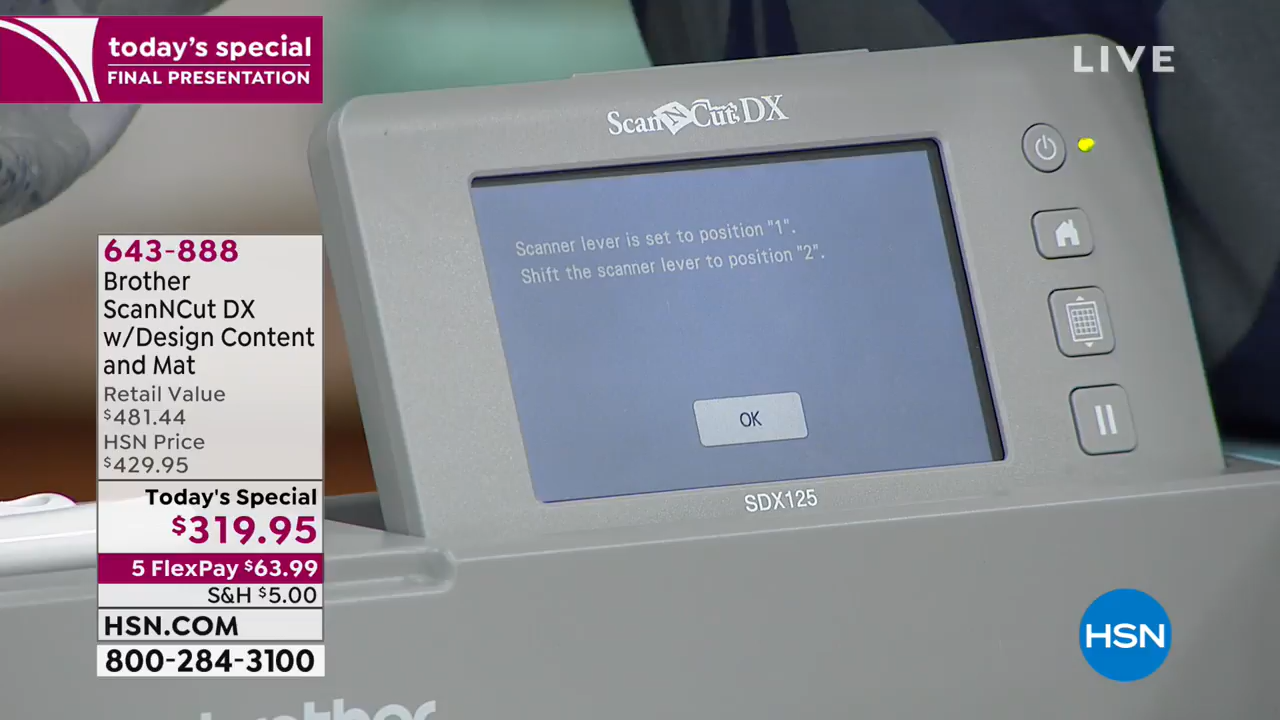 today's special
FINAL PRESENTATION
LIVE
ScanNCut DX
Scanner lever is set to position "1".
Shift the scanner lever to position "2".
OK
SDX125
643-888
Brother
ScanNCut DX
w/Design Content
and Mat
Retail Value
$481.44
HSN Price
$429.95
Today's Special
$319.95
5 FlexPay $63.99
S&H $5.00
HSN.COM
800-284-3100
HSN
brother